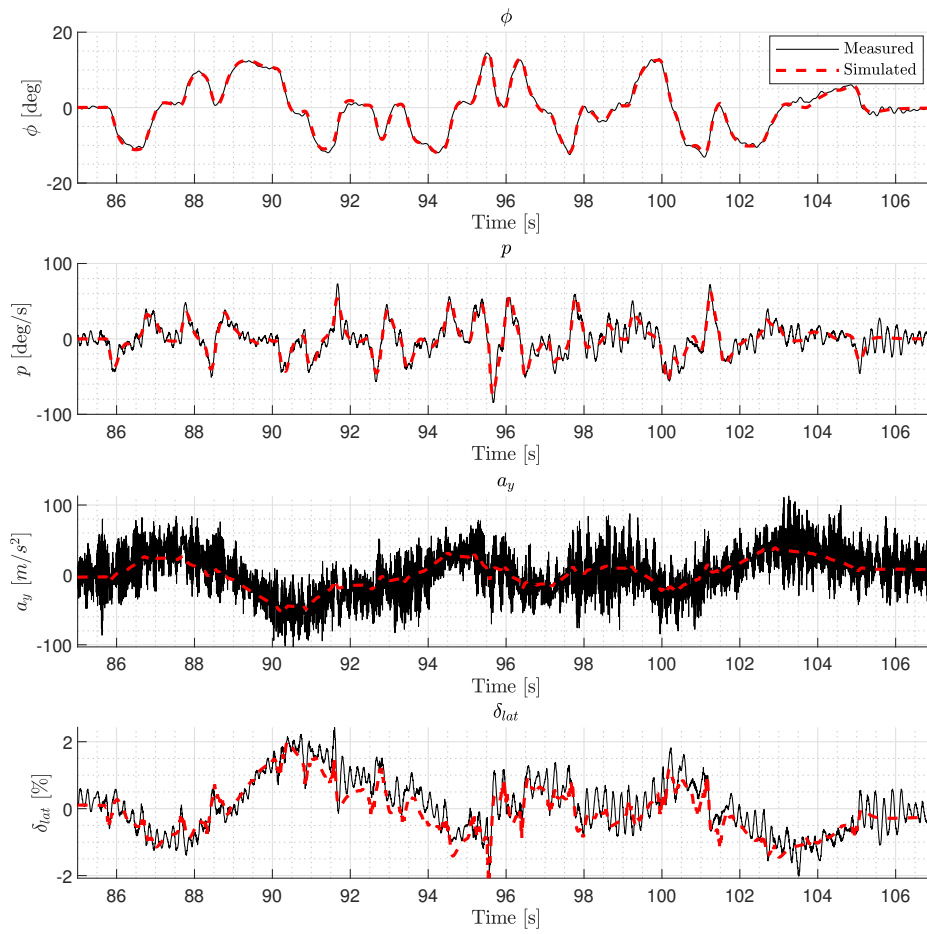 ϕ
20
0
-20
ϕ [deg]
Measured
Simulated
86 88 90 92 94 96 98 100 102 104 106
Time [s]
p
100
0
-100
p [deg/s]
86 88 90 92 94 96 98 100 102 104 106
Time [s]
a_y
100
0
-100
a_y [m/s²]
86 88 90 92 94 96 98 100 102 104 106
Time [s]
δ_lat
2
0
-2
δ_lat [%]
86 88 90 92 94 96 98 100 102 104 106
Time [s]